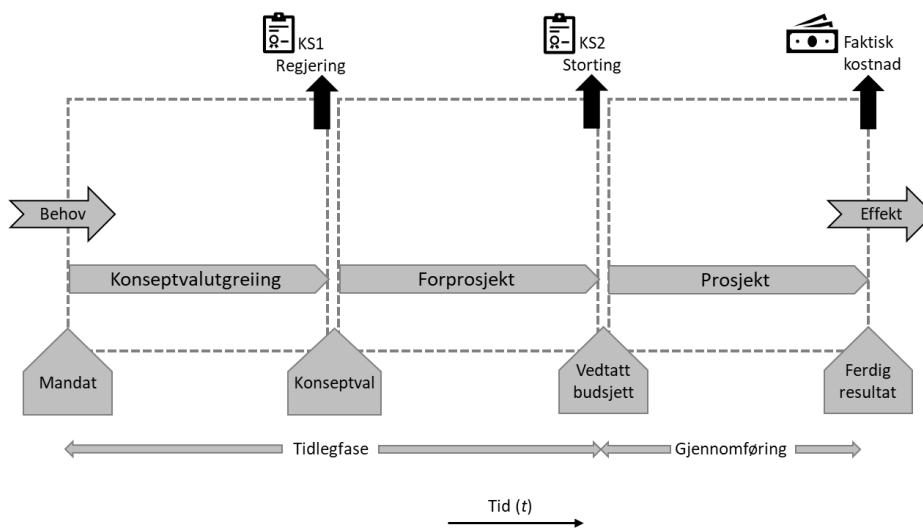 KS1
Regjering
KS2
Storting
Faktisk
kostnad
Behov
Effekt
Konseptvalutgreiing
Forprosjekt
Prosjekt
Mandat
Konseptval
Vedtatt
budsjett
Ferdig
resultat
Tidlegfase
Gjennomføring
Tid (t)